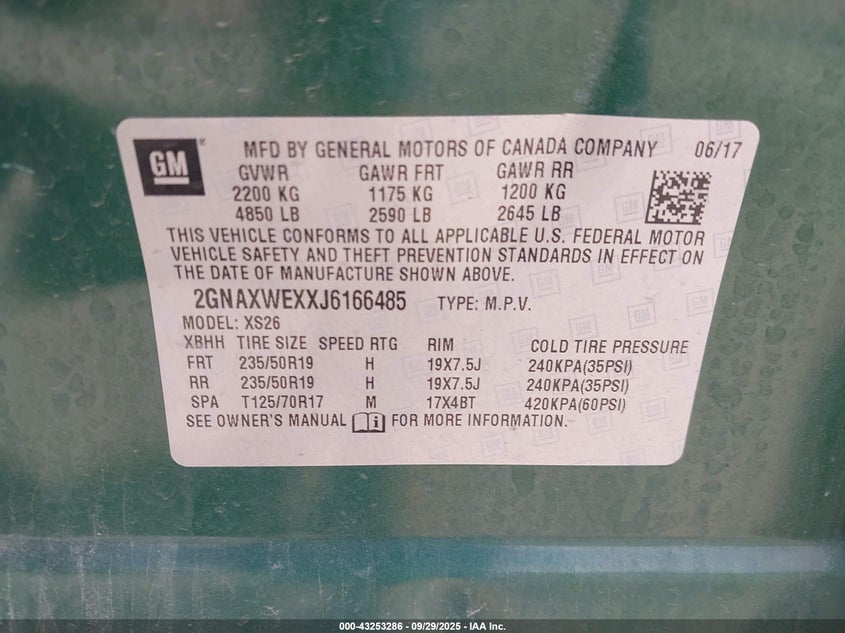 GM ® MFD BY GENERAL MOTORS OF CANADA COMPANY 06/17
GVWR GAWR FRT GAWR RR
2200 KG 1175 KG 1200 KG
4850 LB 2590 LB 2645 LB
THIS VEHICLE CONFORMS TO ALL APPLICABLE U.S. FEDERAL MOTOR
VEHICLE SAFETY AND THEFT PREVENTION STANDARDS IN EFFECT ON
THE DATE OF MANUFACTURE SHOWN ABOVE.
2GNAXWEXXJ6166485 TYPE: M.P.V.
MODEL: XS26
XBHH TIRE SIZE SPEED RTG RIM COLD TIRE PRESSURE
FRT 235/50R19 H 19X7.5J 240KPA(35PSI)
RR 235/50R19 H 19X7.5J 240KPA(35PSI)
SPA T125/70R17 M 17X4BT 420KPA(60PSI)
SEE OWNER'S MANUAL FOR MORE INFORMATION.
000-43253286 - 09/29/2025 - IAA Inc.